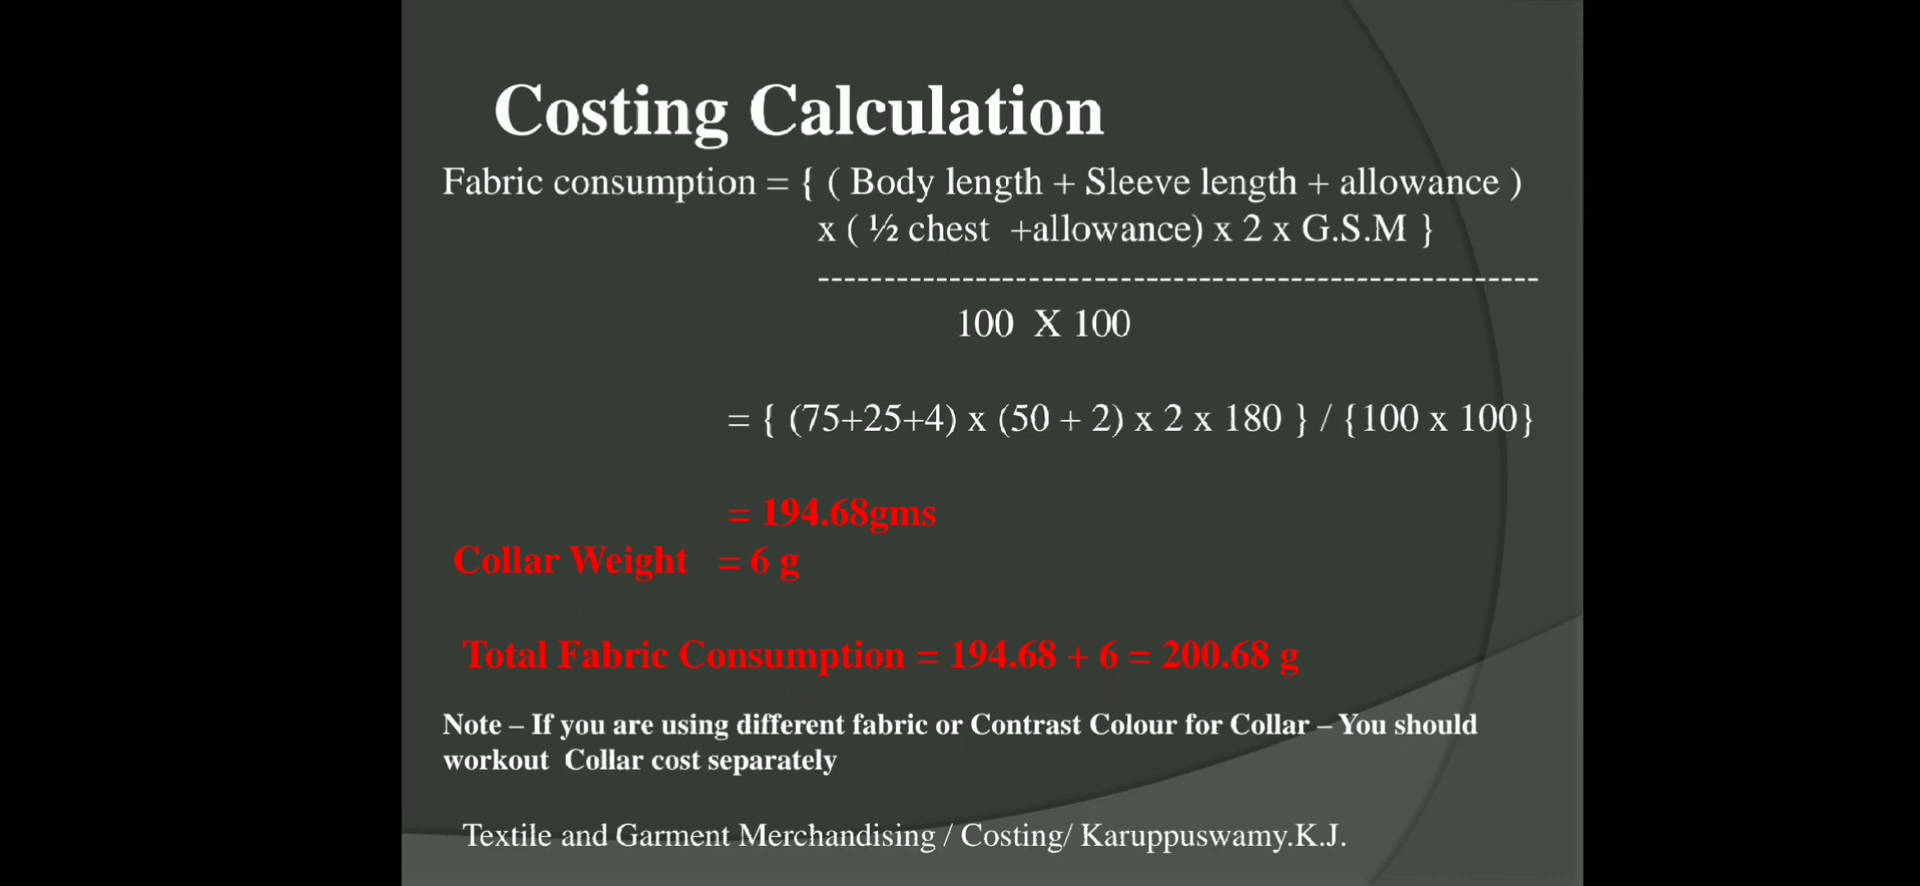 Costing Calculation
Fabric consumption = { ( Body length + Sleeve length + allowance )
x ( ½ chest +allowance) x 2 x G.S.M }
-------------------------------------------------------
100 X 100
= { (75+25+4) x (50 + 2) x 2 x 180 } / {100 x 100}
= 194.68gms
Collar Weight = 6 g
Total Fabric Consumption = 194.68 + 6 = 200.68 g
Note – If you are using different fabric or Contrast Colour for Collar – You should
workout Collar cost separately
Textile and Garment Merchandising / Costing/ Karuppuswamy.K.J.